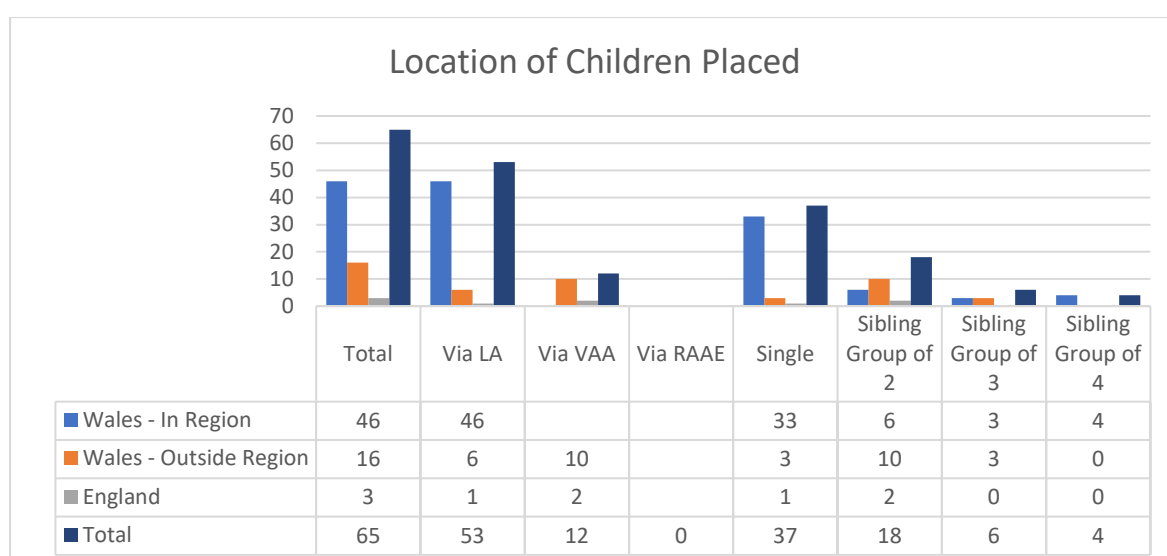 Location of Children Placed
70
60
50
40
30
20
10
0
Total Via LA Via VAA Via RAAE Single Sibling Group of 2 Sibling Group of 3 Sibling Group of 4
Wales - In Region 46 46 33 6 3 4
Wales - Outside Region 16 6 10 3 10 3 0
England 3 1 2 1 2 0 0
Total 65 53 12 0 37 18 6 4